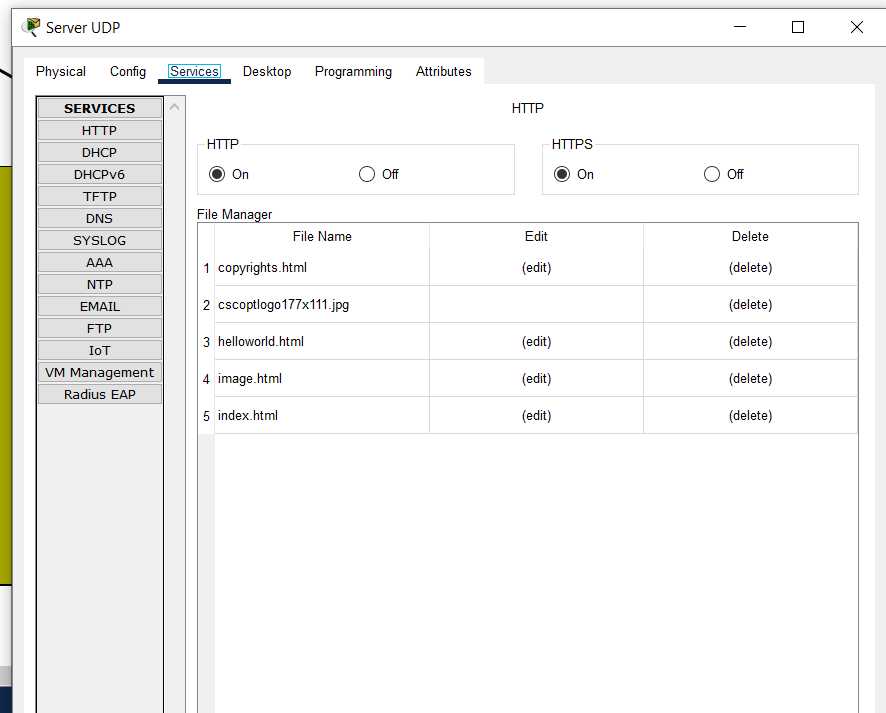 Server UDP
Physical Config Services Desktop Programming Attributes
SERVICES
HTTP
DHCP
DHCPv6
TFTP
DNS
SYSLOG
AAA
NTP
EMAIL
FTP
IoT
VM Management
Radius EAP
HTTP
HTTP
On Off
HTTPS
On Off
File Manager
File Name Edit Delete
1 copyrights.html (edit) (delete)
2 cscoptlogo177x111.jpg (delete)
3 helloworld.html (edit) (delete)
4 image.html (edit) (delete)
5 index.html (edit) (delete)